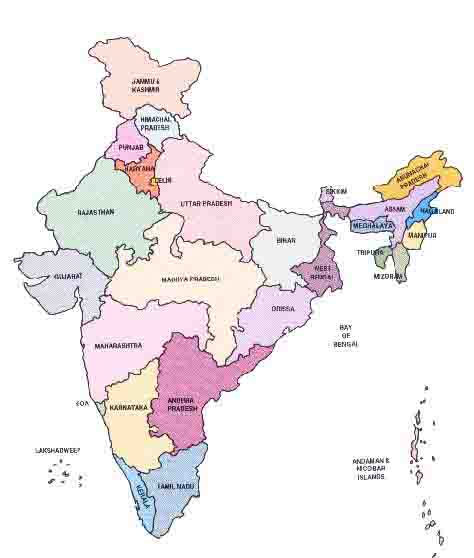 JAMMU &
KASHMIR
HIMACHAL
PRADESH
PUNJAB
HARYANA
DELHI
ARUNACHAL
PRADESH
SIKKIM
RAJASTHAN
UTTAR PRADESH
ASSAM
NAGALAND
MEGHALAYA
BIHAR
MANIPUR
TRIPURA
GUJARAT
MADHYA PRADESH
WEST
BENGAL
MIZORAM
ORISSA
BAY
OF
BENGAL
MAHARASHTRA
GOA
KARNATAKA
ANDHRA
PRADESH
LAKSHADWEEP
ANDAMAN &
NICOBAR
ISLANDS
KERALA
TAMIL NADU